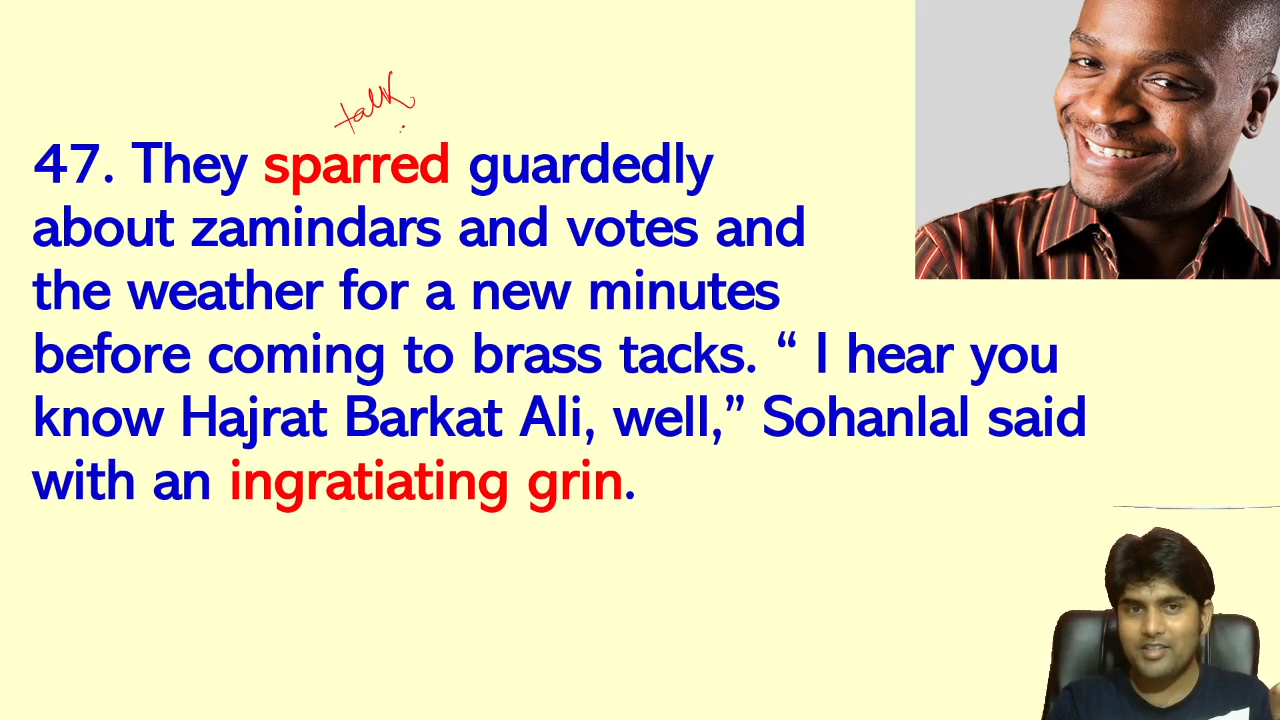 talk
47. They sparred guardedly
about zamindars and votes and
the weather for a new minutes
before coming to brass tacks. “ I hear you
know Hajrat Barkat Ali, well,” Sohanlal said
with an ingratiating grin.